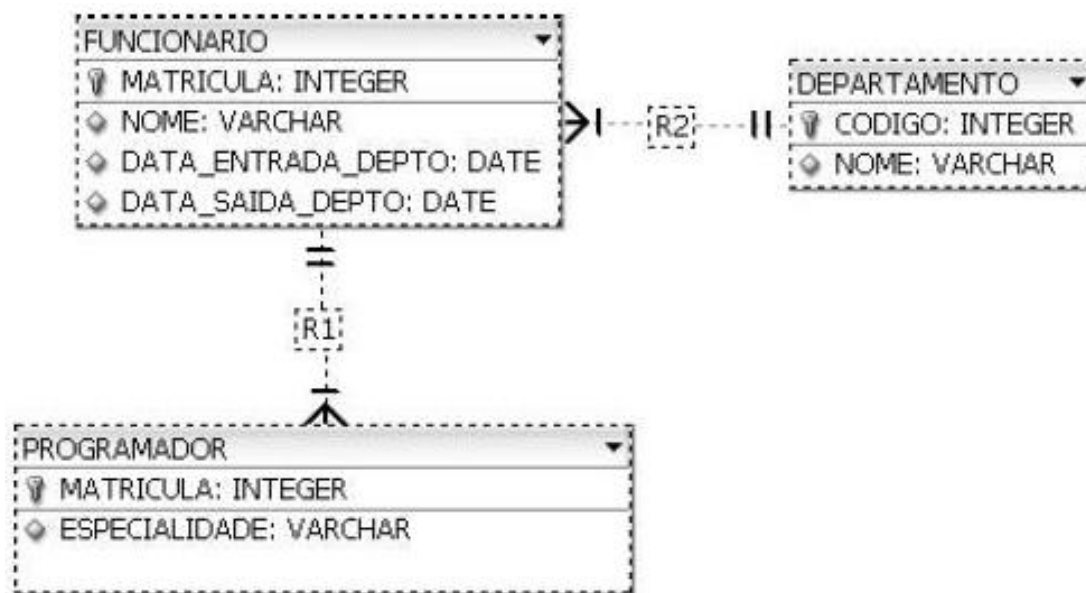 FUNCIONARIO
MATRICULA: INTEGER
NOME: VARCHAR
DATA_ENTRADA_DEPTO: DATE
DATA_SAIDA_DEPTO: DATE
R2
DEPARTAMENTO
CODIGO: INTEGER
NOME: VARCHAR
R1
PROGRAMADOR
MATRICULA: INTEGER
ESPECIALIDADE: VARCHAR